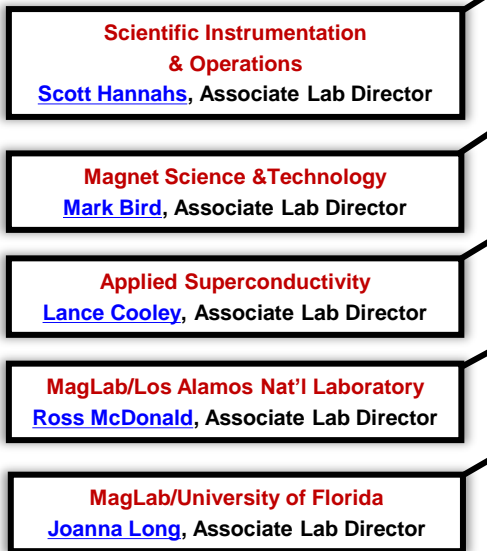 Scientific Instrumentation
& Operations
Scott Hannahs, Associate Lab Director
Magnet Science &Technology
Mark Bird, Associate Lab Director
Applied Superconductivity
Lance Cooley, Associate Lab Director
MagLab/Los Alamos Nat’l Laboratory
Ross McDonald, Associate Lab Director
MagLab/University of Florida
Joanna Long, Associate Lab Director